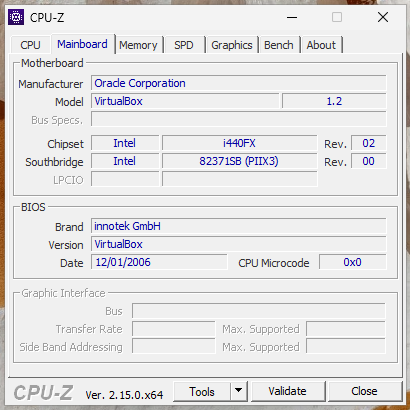 CPU-Z
CPU Mainboard Memory SPD Graphics Bench About
Motherboard
Manufacturer Oracle Corporation
Model VirtualBox 1.2
Bus Specs.
Chipset Intel i440FX Rev. 02
Southbridge Intel 82371SB (PIIX3) Rev. 00
LPCIO
BIOS
Brand innotek GmbH
Version VirtualBox
Date 12/01/2006 CPU Microcode 0x0
Graphic Interface
Bus
Transfer Rate Max. Supported
Side Band Addressing Max. Supported
CPU-Z Ver. 2.15.0.x64 Tools Validate Close